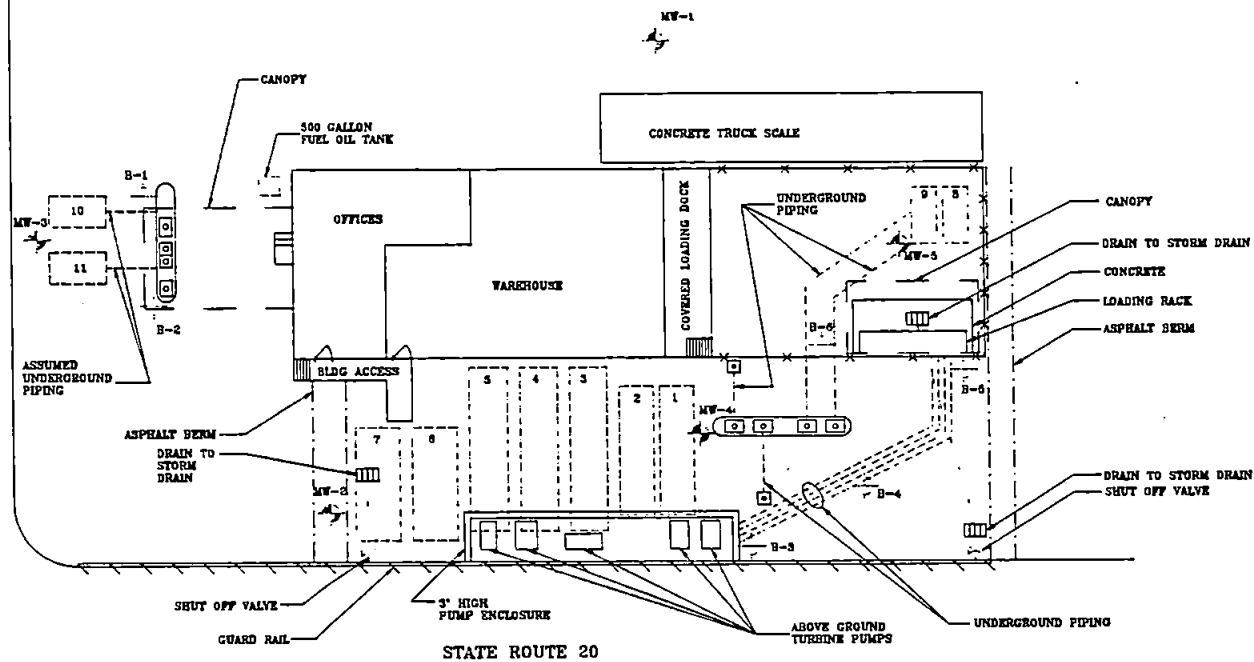 MW-1
CANOPY
500 GALLON
FUEL OIL TANK
CONCRETE TRUCK SCALE
B-1
10
MW-3
11
B-2
OFFICES
WAREHOUSE
COVERED LOADING DOCK
UNDERGROUND
PIPING
9
8
MW-5
CANOPY
DRAIN TO STORM DRAIN
CONCRETE
LOADING RACK
ASPHALT BERM
B-6
ASSUMED
UNDERGROUND
PIPING
BLDG ACCESS
5
4
3
2
1
MW-4
B-5
ASPHALT BERM
DRAIN TO
STORM
DRAIN
7
6
MW-2
B-4
B-3
DRAIN TO STORM DRAIN
SHUT OFF VALVE
SHUT OFF VALVE
3' HIGH
PUMP ENCLOSURE
GUARD RAIL
ABOVE GROUND
TURBINE PUMPS
UNDERGROUND PIPING
STATE ROUTE 20